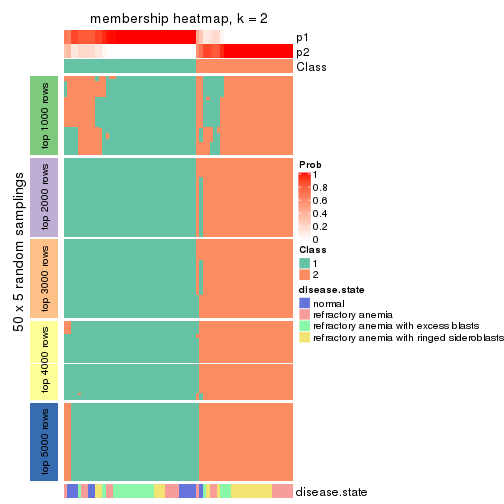 membership heatmap, k = 2
p1
p2
Class
50 x 5 random samplings
top 1000 rows
top 2000 rows
top 3000 rows
top 4000 rows
top 5000 rows
Prob
1
0.8
0.6
0.4
0.2
0
Class
1
2
disease.state
normal
refractory anemia
refractory anemia with excess blasts
refractory anemia with ringed sideroblasts
disease.state